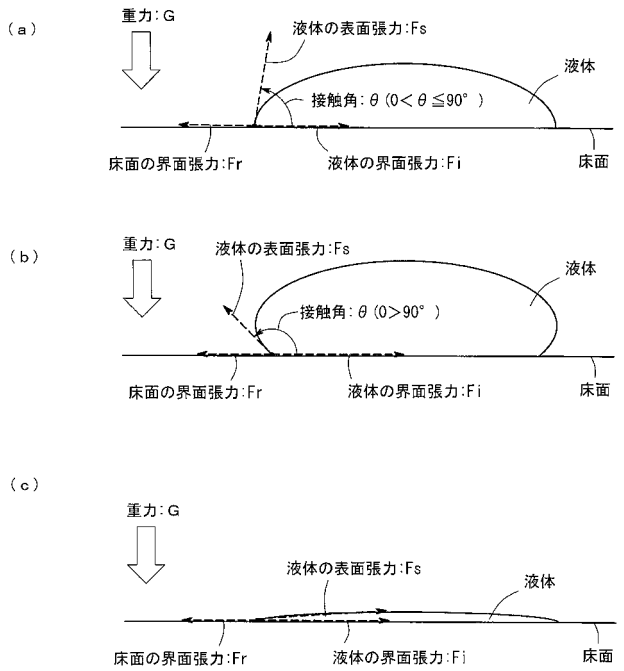 (a)
重力:G
液体の表面張力:Fs
液体
接触角:θ(0<θ≦90°)
床面の界面張力:Fr
液体の界面張力:Fi
床面
(b)
重力:G
液体の表面張力:Fs
液体
接触角:θ(θ>90°)
床面の界面張力:Fr
液体の界面張力:Fi
床面
(c)
重力:G
液体の表面張力:Fs
液体
床面の界面張力:Fr
液体の界面張力:Fi
床面